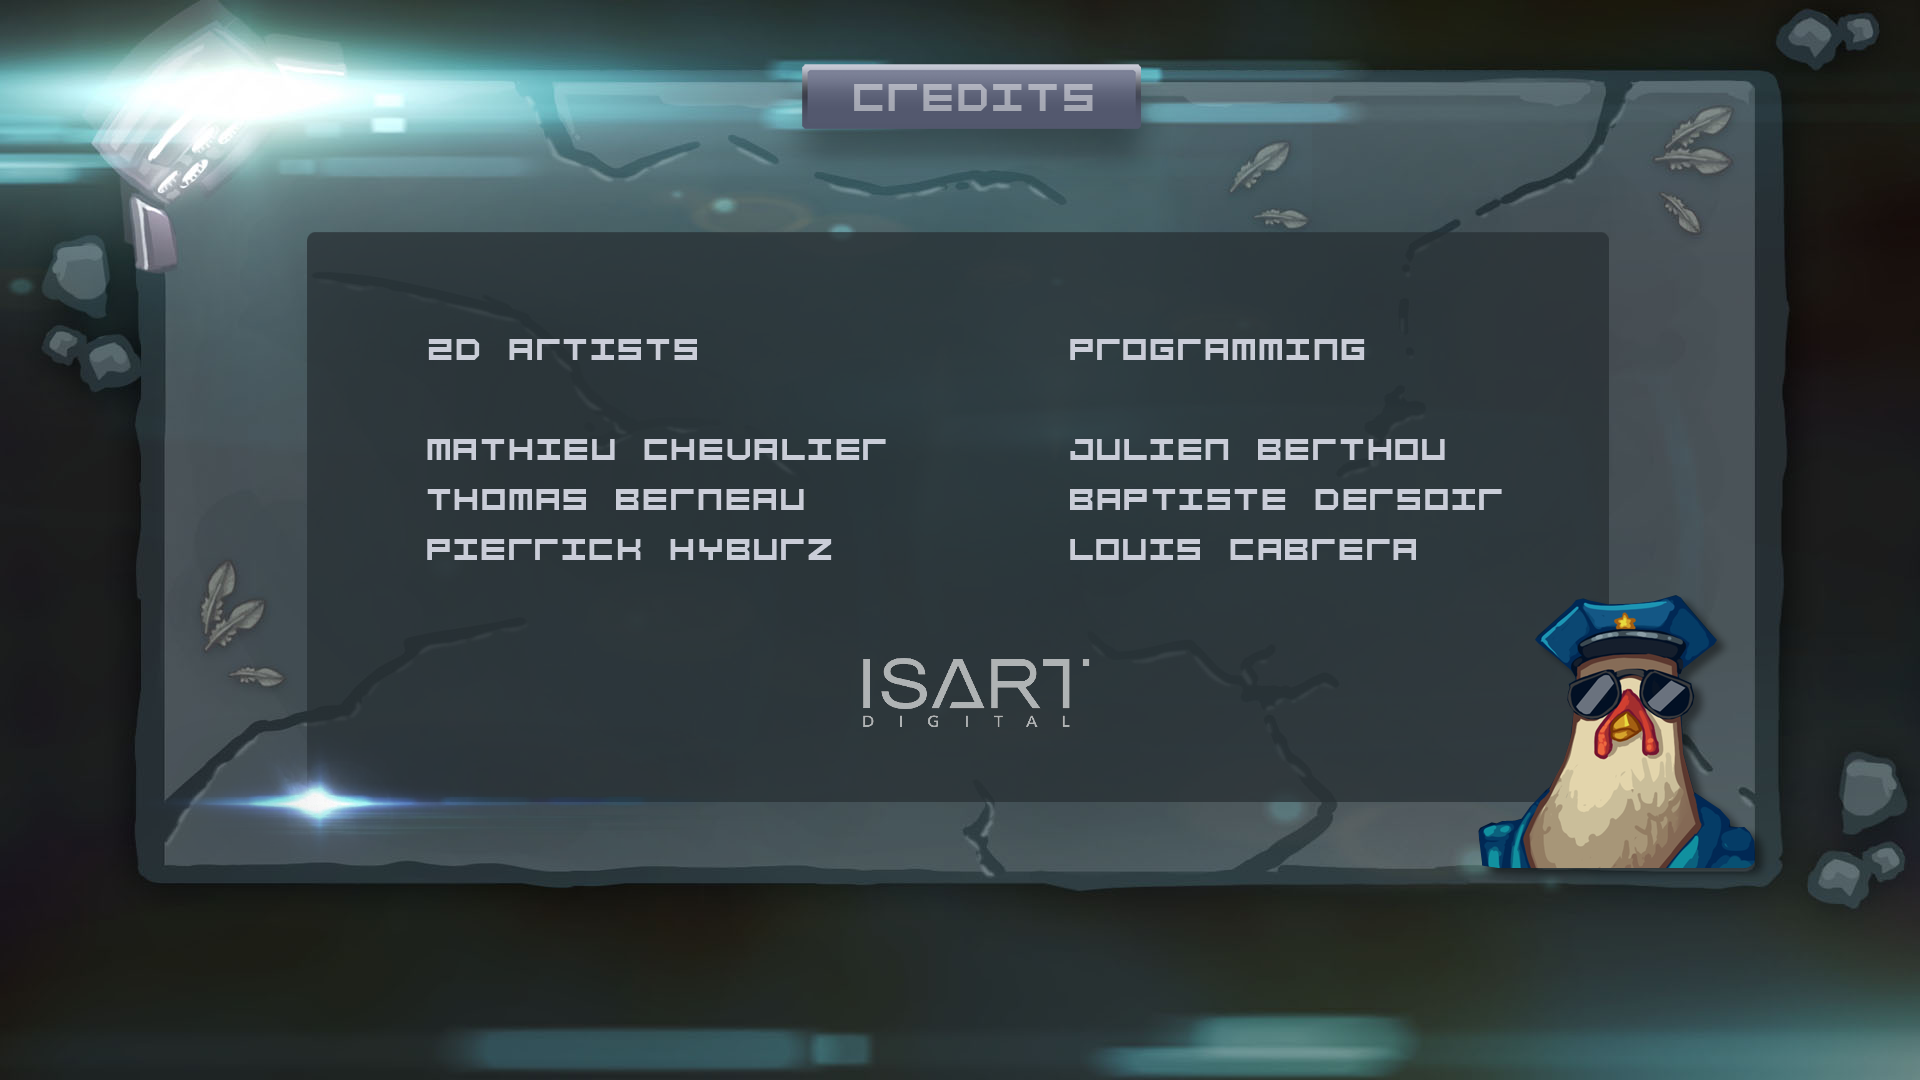 CREDITS
2D ARTISTS
MATHIEU CHEVALIER
THOMAS BERNEAU
PIERRICK HYBURZ
PROGRAMMING
JULIEN BERTHOU
BAPTISTE DERSOIR
LOUIS CABRERA
ISART
DIGITAL